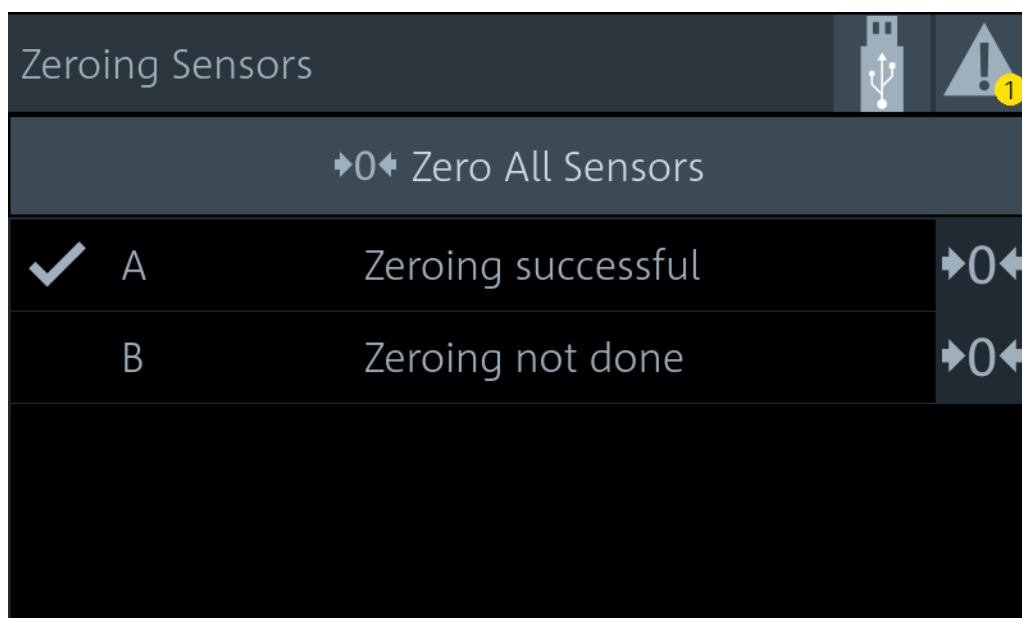 Zeroing Sensors
1
0 Zero All Sensors
A Zeroing successful 0
B Zeroing not done 0